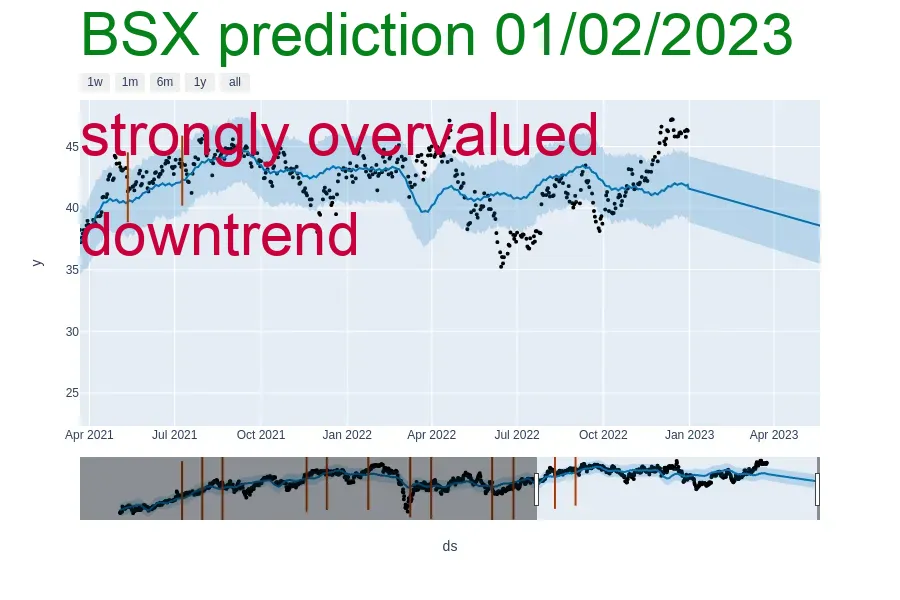 BSX prediction 01/02/2023
1w 1m 6m 1y all
strongly overvalued
45
40
downtrend
y
35
30
25
Apr 2021 Jul 2021 Oct 2021 Jan 2022 Apr 2022 Jul 2022 Oct 2022 Jan 2023 Apr 2023
ds